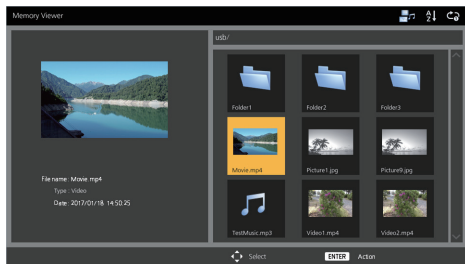 Memory Viewer
usb/
Folder1
Folder2
Folder3
Movie.mp4
Picture1.jpg
Picture9.jpg
TestMusic.mp3
Video1.mp4
Video2.mp4
File name : Movie.mp4
Type : Video
Date : 2017/01/18 14:50:25
Select
ENTER Action